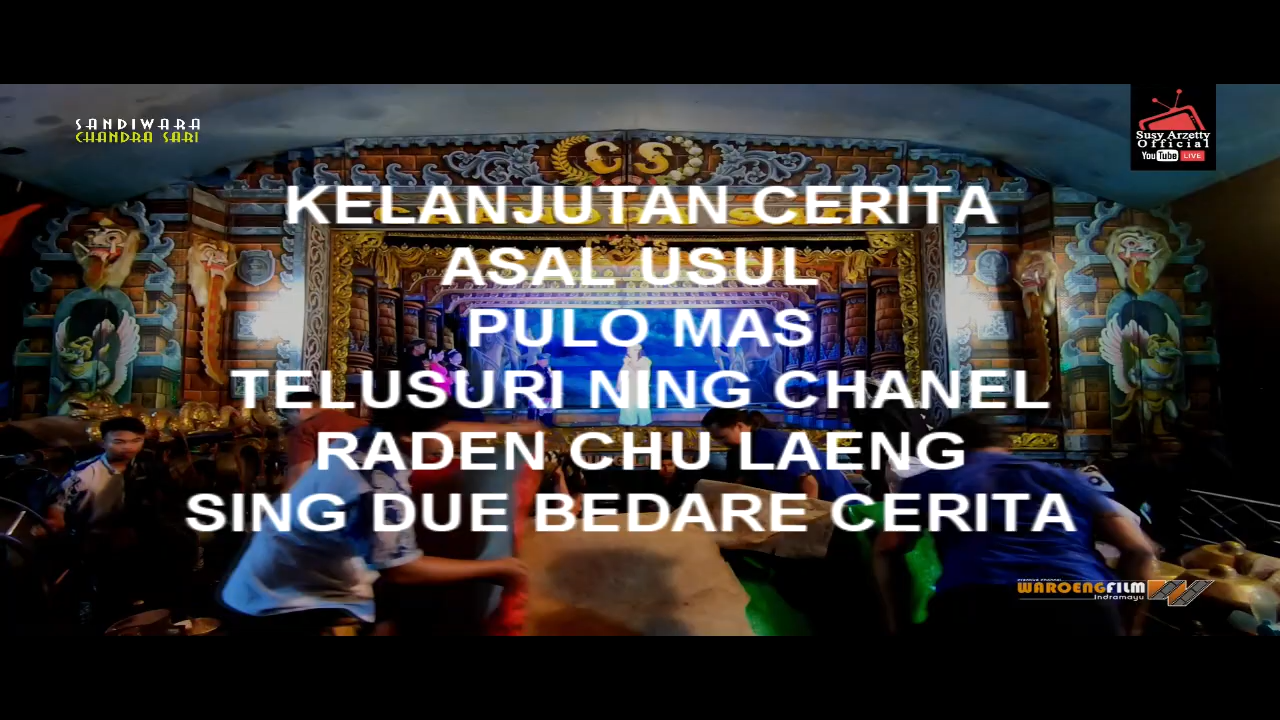 SANDIWARA
CHANDRA SARI
Susy Arzetty
Official
YouTube LIVE
CS
KELANJUTAN CERITA
ASAL USUL
PULO MAS
TELUSURI NING CHANEL
RADEN CHU LAENG
SING DUE BEDARE CERITA
WAROENGFILM
Indramayu